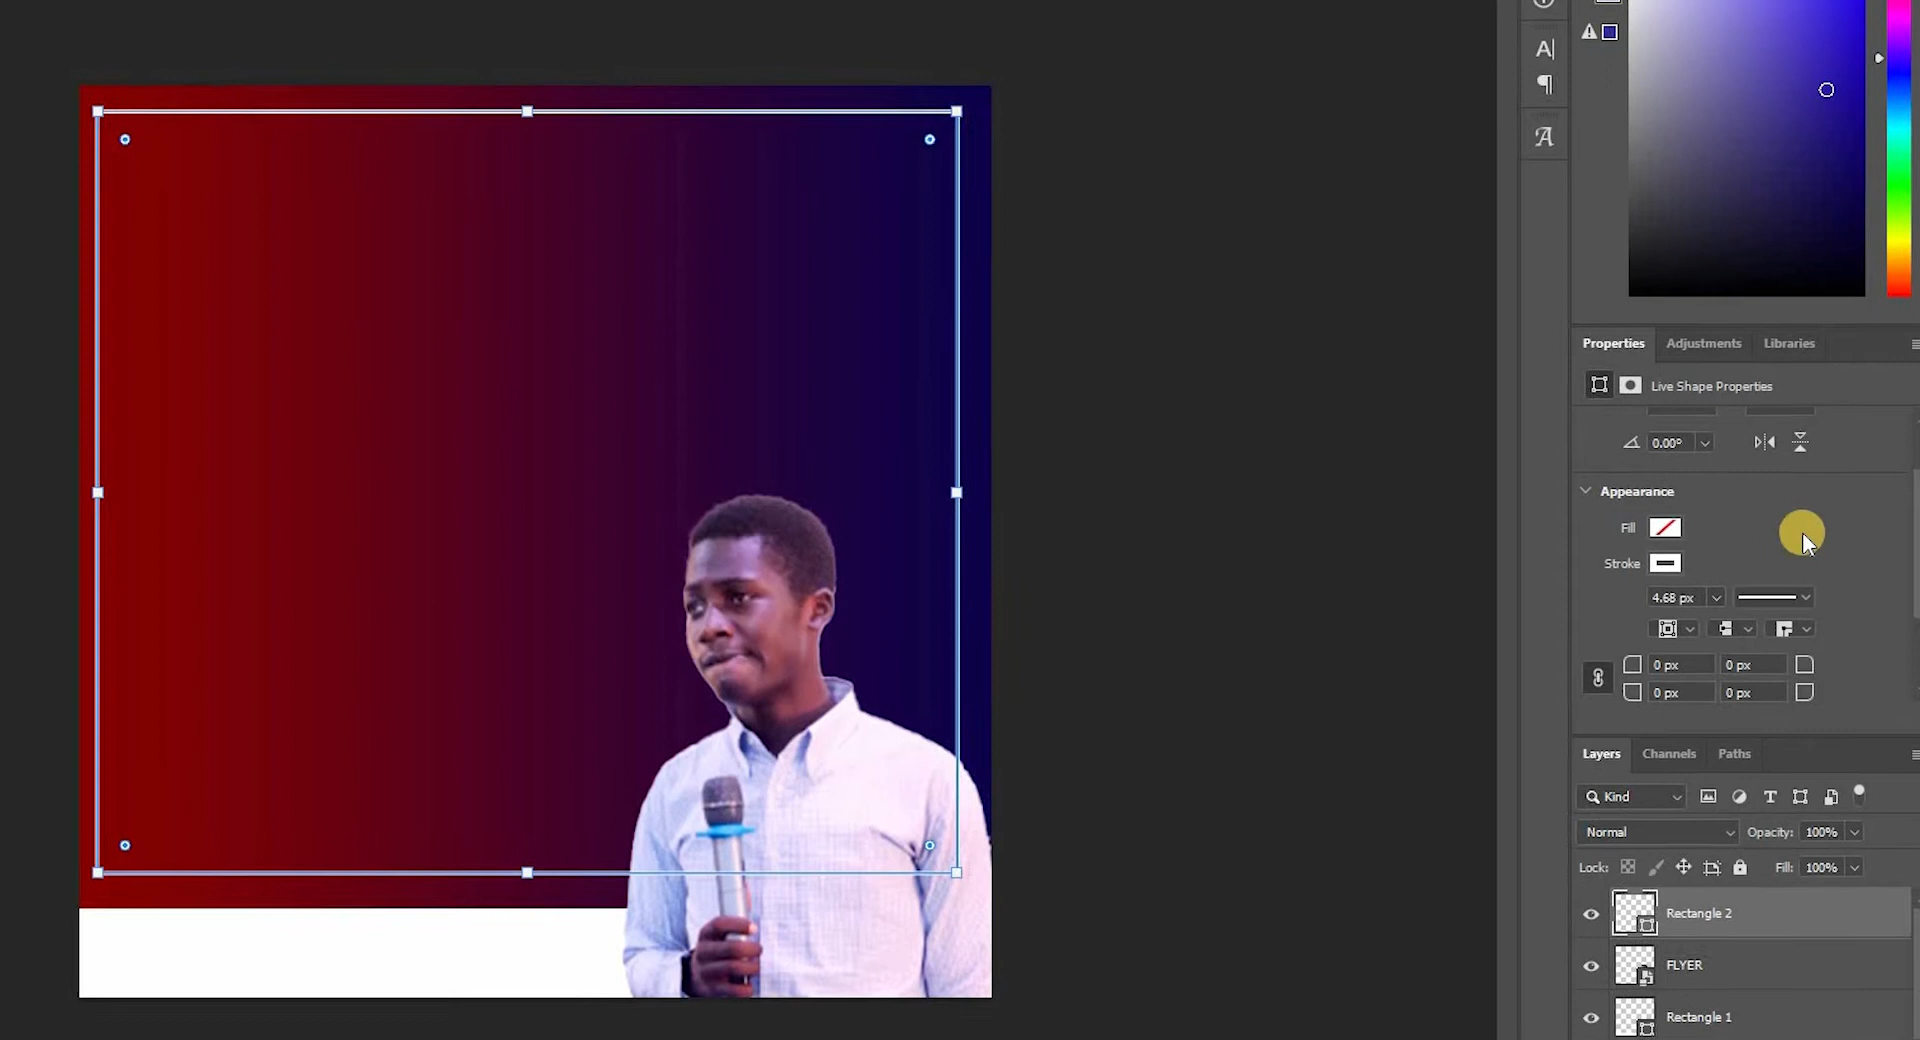 A|
¶
A
Properties Adjustments Libraries
Live Shape Properties
0.00°
Appearance
Fill
Stroke
4.68 px
0 px 0 px
0 px 0 px
Layers Channels Paths
Kind
T
Normal Opacity: 100%
Lock: Fill: 100%
Rectangle 2
FLYER
Rectangle 1